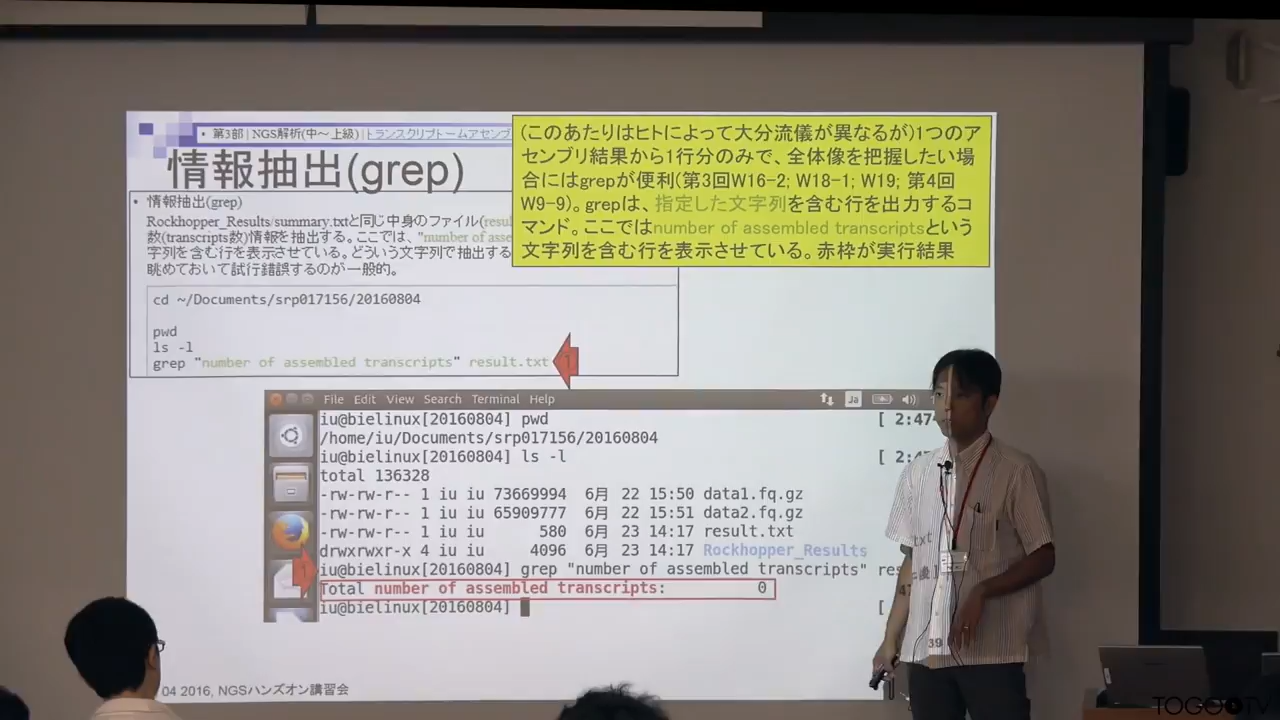 • 第3部 | NGS解析(中～上級) | トランスクリプトームアセンブ
情報抽出(grep)
(このあたりはヒトによって大分流儀が異なるが)1つのア
センブリ結果から1行分のみで、全体像を把握したい場
合にはgrepが便利(第3回W16-2; W18-1; W19; 第4回
W9-9)。grepは、指定した文字列を含む行を出力するコ
マンド。ここではnumber of assembled transcriptsという
文字列を含む行を表示させている。赤枠が実行結果
• 情報抽出(grep)
Rockhopper_Results/summary.txtと同じ中身のファイル(resul
数(transcripts数)情報を抽出する。ここでは、"number of asse
字列を含む行を表示させている。どういう文字列で抽出する
眺めておいて試行錯誤するのが一般的。
cd ~/Documents/srp017156/20160804
pwd
ls -l
grep "number of assembled transcripts" result.txt
1
File Edit View Search Terminal Help
Ja
iu@bielinux[20160804] pwd [ 2:47
/home/iu/Documents/srp017156/20160804
iu@bielinux[20160804] ls -l [ 2:47
total 136328
-rw-rw-r-- 1 iu iu 73669994 6月 22 15:50 data1.fq.gz
-rw-rw-r-- 1 iu iu 65909777 6月 22 15:51 data2.fq.gz
-rw-rw-r-- 1 iu iu 580 6月 23 14:17 result.txt
drwxrwxr-x 4 iu iu 4096 6月 23 14:17 Rockhopper_Results
iu@bielinux[20160804] grep "number of assembled transcripts" res
Total number of assembled transcripts: 0
iu@bielinux[20160804] [
04 2016, NGSハンズオン講習会
39
TOGO TV